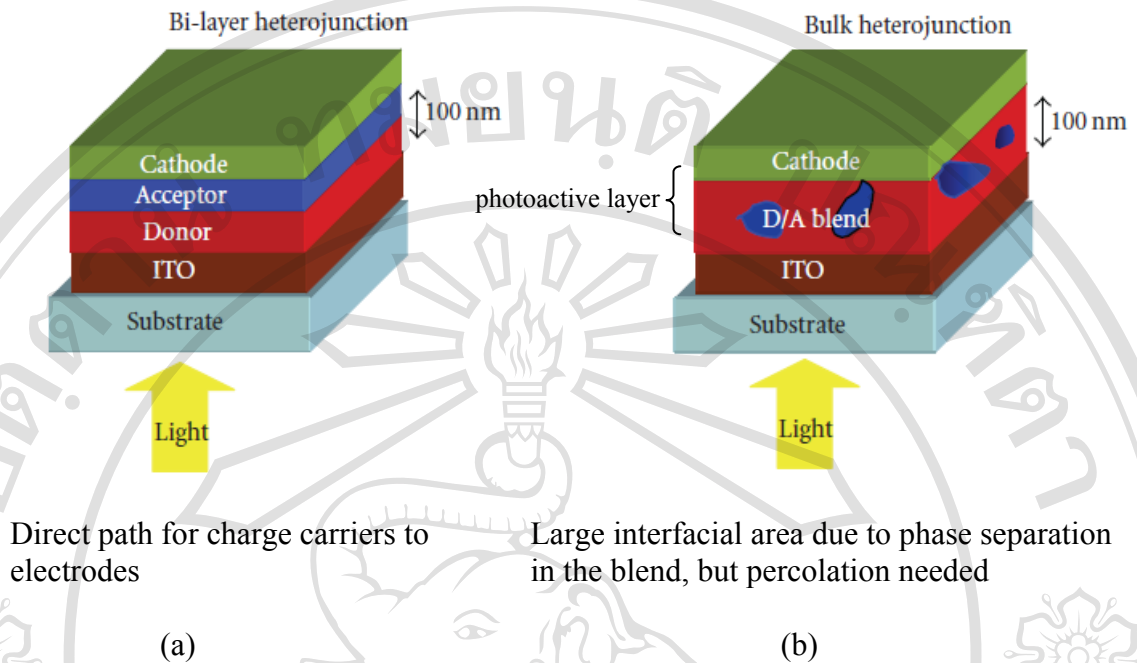 Bi-layer heterojunction
100 nm
Cathode
Acceptor
Donor
ITO
Substrate
Light
Direct path for charge carriers to
electrodes
(a)
Bulk heterojunction
100 nm
Cathode
photoactive layer
D/A blend
ITO
Substrate
Light
Large interfacial area due to phase separation
in the blend, but percolation needed
(b)